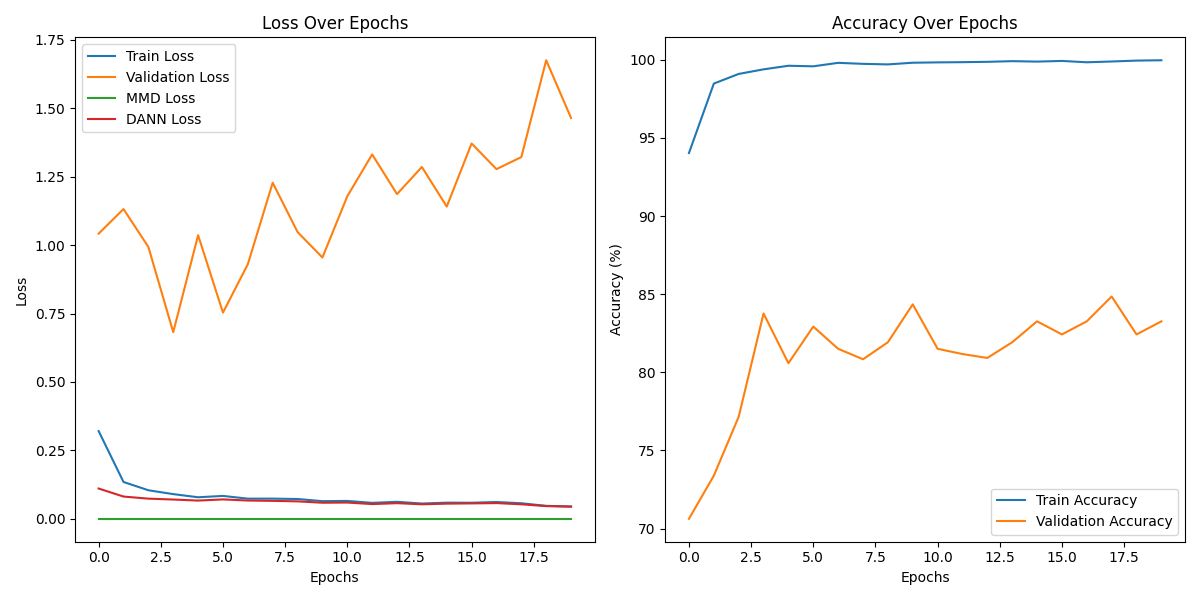 Loss Over Epochs
1.75
1.50
1.25
1.00
0.75
0.50
0.25
0.00
Loss
Train Loss
Validation Loss
MMD Loss
DANN Loss
0.0 2.5 5.0 7.5 10.0 12.5 15.0 17.5
Epochs
Accuracy Over Epochs
100
95
90
85
80
75
70
Accuracy (%)
Train Accuracy
Validation Accuracy
0.0 2.5 5.0 7.5 10.0 12.5 15.0 17.5
Epochs